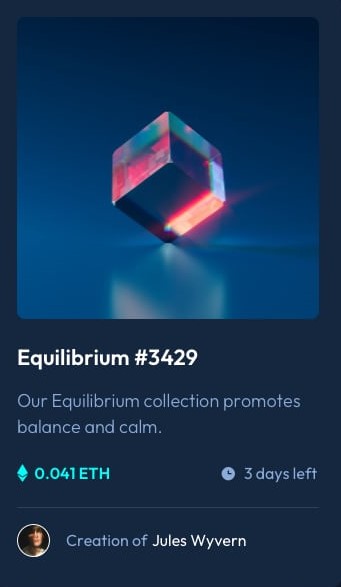 Equilibrium #3429
Our Equilibrium collection promotes
balance and calm.
0.041 ETH
3 days left
Creation of Jules Wyvern